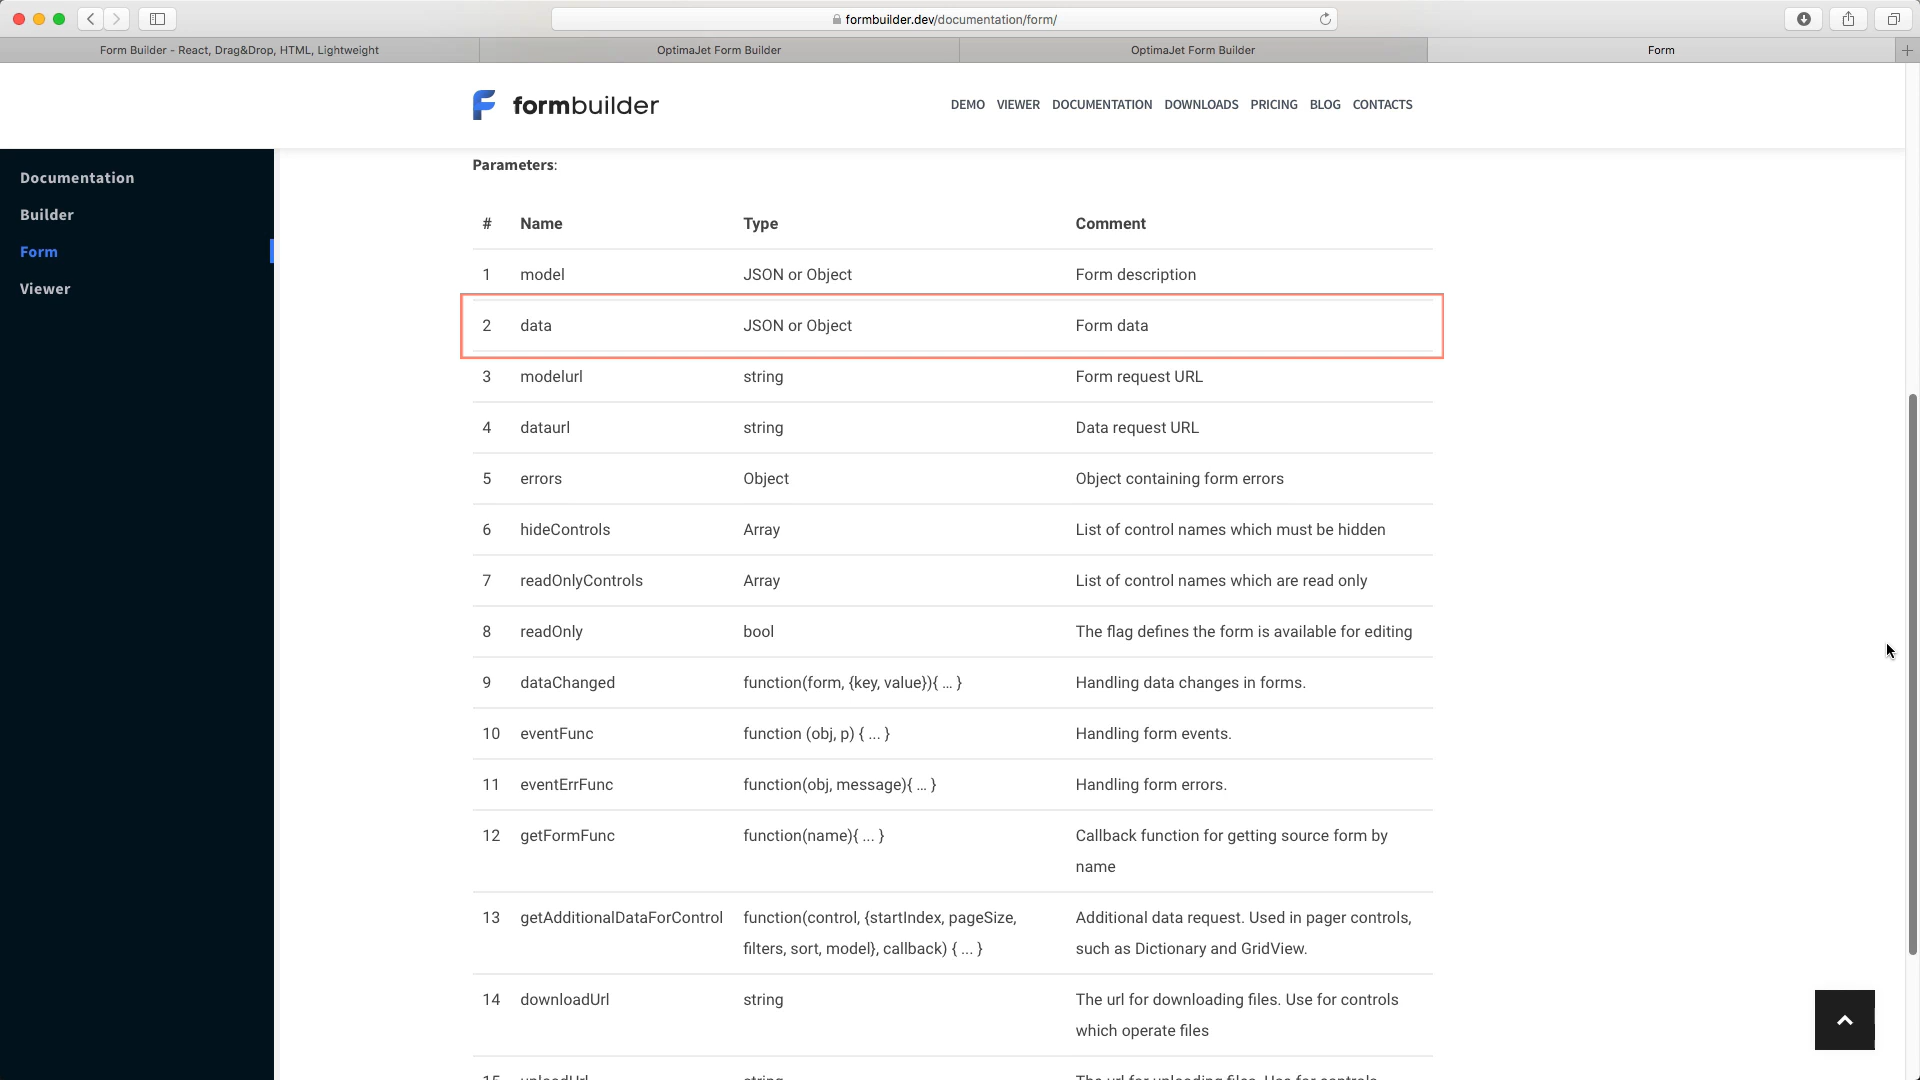 formbuilder.dev/documentation/form/
Form Builder - React, Drag&Drop, HTML, Lightweight
OptimaJet Form Builder
OptimaJet Form Builder
Form
formbuilder
DEMO VIEWER DOCUMENTATION DOWNLOADS PRICING BLOG CONTACTS
Documentation
Builder
Form
Viewer
Parameters:
# Name Type Comment
1 model JSON or Object Form description
2 data JSON or Object Form data
3 modelurl string Form request URL
4 dataurl string Data request URL
5 errors Object Object containing form errors
6 hideControls Array List of control names which must be hidden
7 readOnlyControls Array List of control names which are read only
8 readOnly bool The flag defines the form is available for editing
9 dataChanged function(form, {key, value}){ … } Handling data changes in forms.
10 eventFunc function (obj, p) { ... } Handling form events.
11 eventErrFunc function(obj, message){ … } Handling form errors.
12 getFormFunc function(name){ ... } Callback function for getting source form by
name
13 getAdditionalDataForControl function(control, {startIndex, pageSize, Additional data request. Used in pager controls,
filters, sort, model}, callback) { ... } such as Dictionary and GridView.
14 downloadUrl string The url for downloading files. Use for controls
which operate files